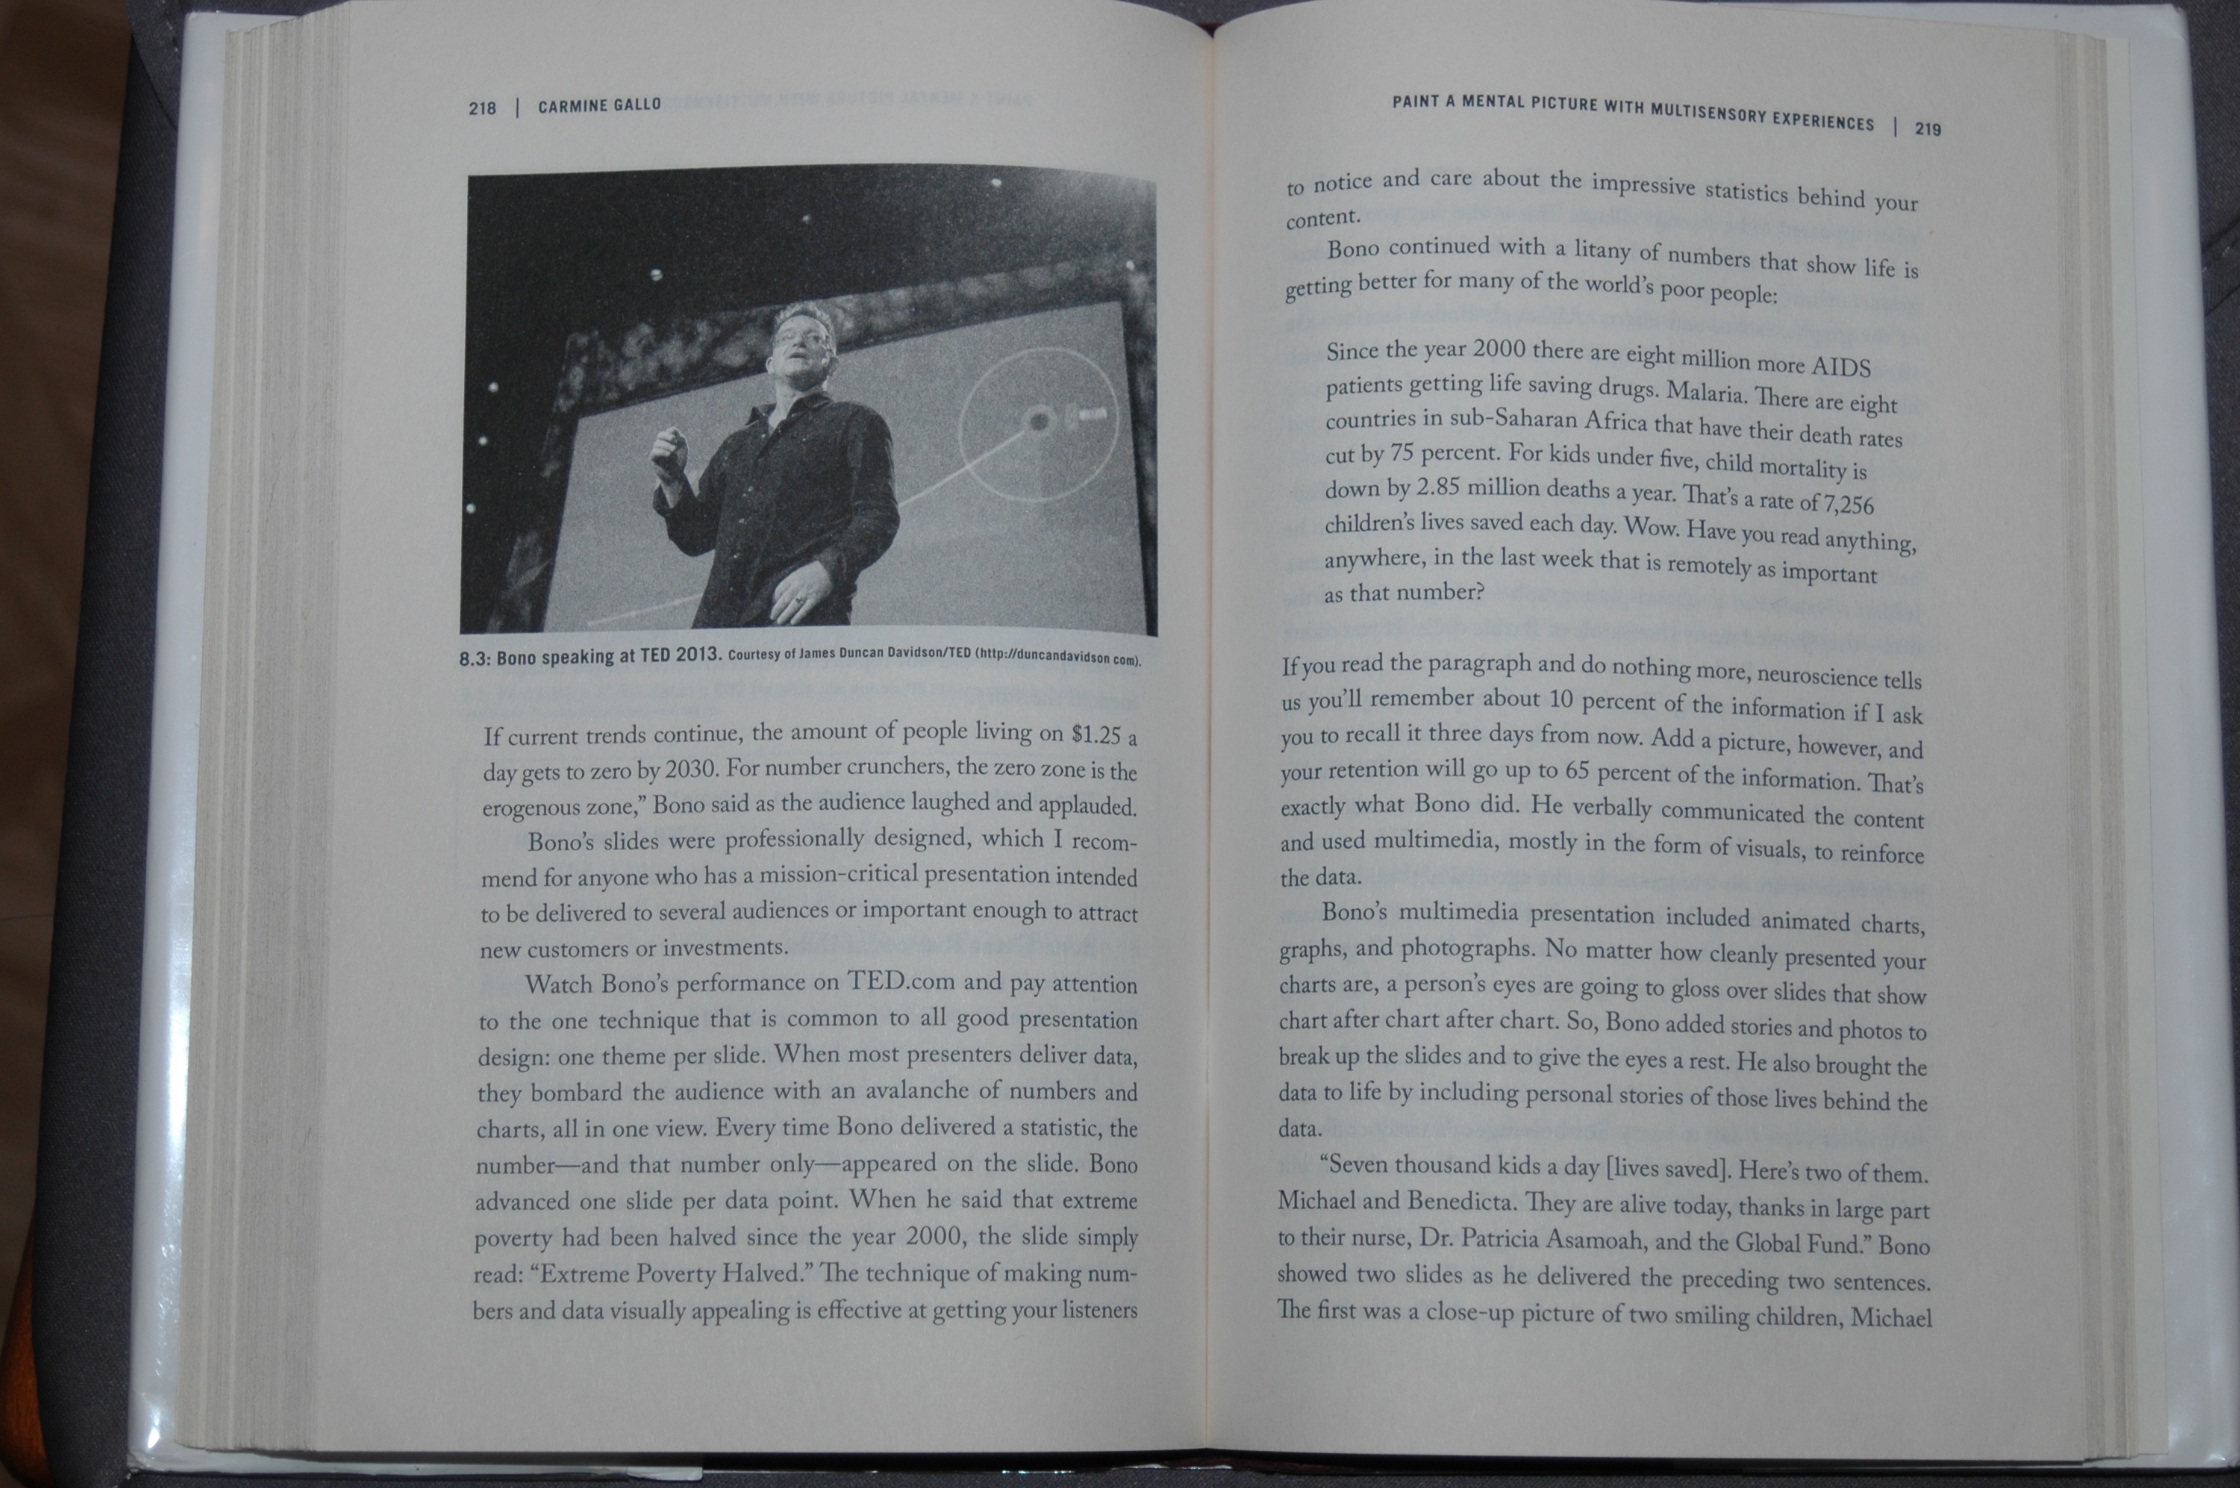 218 | CARMINE GALLO
8.3: Bono speaking at TED 2013. Courtesy of James Duncan Davidson/TED (http://duncandavidson com).
If current trends continue, the amount of people living on $1.25 a
day gets to zero by 2030. For number crunchers, the zero zone is the
erogenous zone,” Bono said as the audience laughed and applauded.
Bono’s slides were professionally designed, which I recom-
mend for anyone who has a mission-critical presentation intended
to be delivered to several audiences or important enough to attract
new customers or investments.
Watch Bono’s performance on TED.com and pay attention
to the one technique that is common to all good presentation
design: one theme per slide. When most presenters deliver data,
they bombard the audience with an avalanche of numbers and
charts, all in one view. Every time Bono delivered a statistic, the
number—and that number only—appeared on the slide. Bono
advanced one slide per data point. When he said that extreme
poverty had been halved since the year 2000, the slide simply
read: “Extreme Poverty Halved.” The technique of making num-
bers and data visually appealing is effective at getting your listeners
PAINT A MENTAL PICTURE WITH MULTISENSORY EXPERIENCES | 219
to notice and care about the impressive statistics behind your
content.
Bono continued with a litany of numbers that show life is
getting better for many of the world’s poor people:
Since the year 2000 there are eight million more AIDS
patients getting life saving drugs. Malaria. There are eight
countries in sub-Saharan Africa that have their death rates
cut by 75 percent. For kids under five, child mortality is
down by 2.85 million deaths a year. That’s a rate of 7,256
children’s lives saved each day. Wow. Have you read anything,
anywhere, in the last week that is remotely as important
as that number?
If you read the paragraph and do nothing more, neuroscience tells
us you’ll remember about 10 percent of the information if I ask
you to recall it three days from now. Add a picture, however, and
your retention will go up to 65 percent of the information. That’s
exactly what Bono did. He verbally communicated the content
and used multimedia, mostly in the form of visuals, to reinforce
the data.
Bono’s multimedia presentation included animated charts,
graphs, and photographs. No matter how cleanly presented your
charts are, a person’s eyes are going to gloss over slides that show
chart after chart after chart. So, Bono added stories and photos to
break up the slides and to give the eyes a rest. He also brought the
data to life by including personal stories of those lives behind the
data.
“Seven thousand kids a day [lives saved]. Here’s two of them.
Michael and Benedicta. They are alive today, thanks in large part
to their nurse, Dr. Patricia Asamoah, and the Global Fund.” Bono
showed two slides as he delivered the preceding two sentences.
The first was a close-up picture of two smiling children, Michael